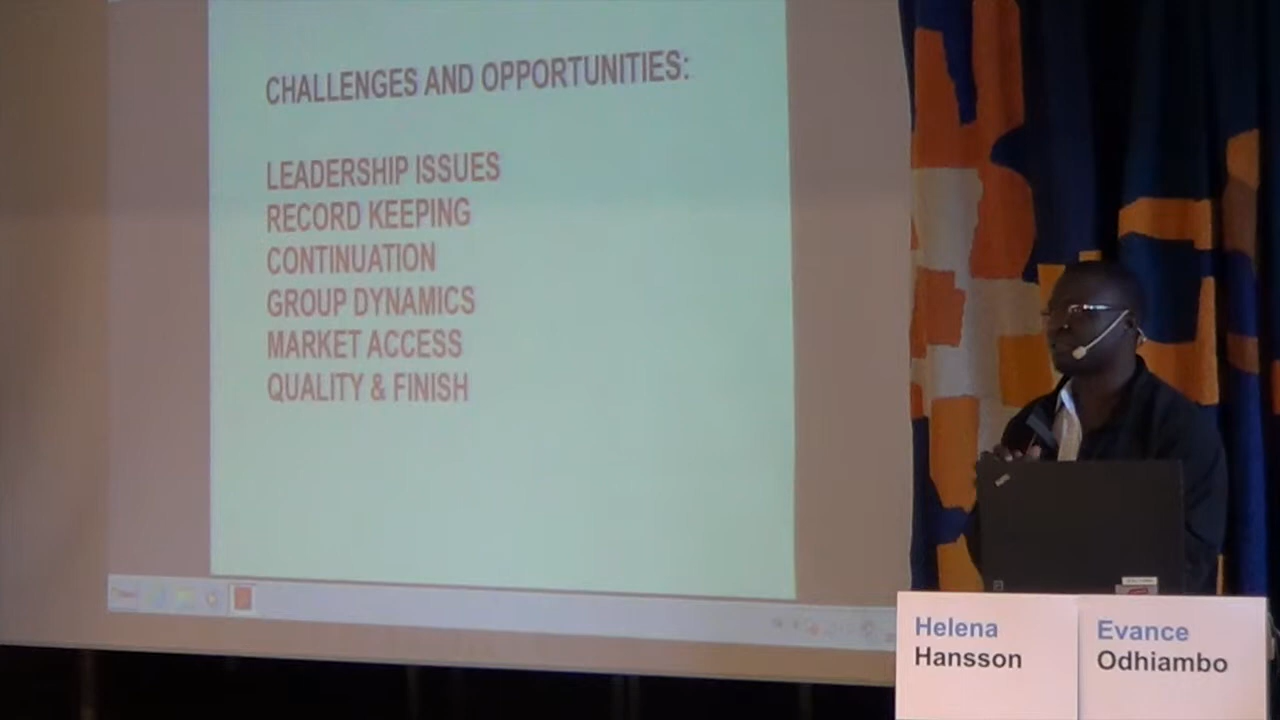 CHALLENGES AND OPPORTUNITIES:
LEADERSHIP ISSUES
RECORD KEEPING
CONTINUATION
GROUP DYNAMICS
MARKET ACCESS
QUALITY & FINISH
Helena
Hansson
Evance
Odhiambo